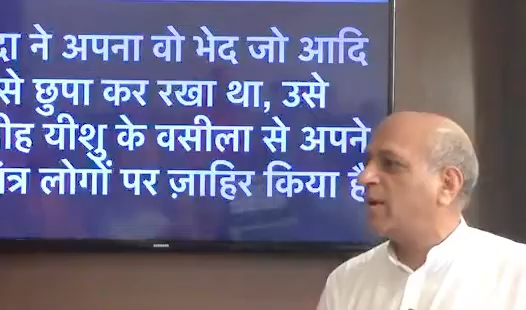 ने अपना वो भेद जो आदि
से छुपा कर रखा था, उसे
यीशु के वसीला से अपने
लोगों पर ज़ाहिर किया है